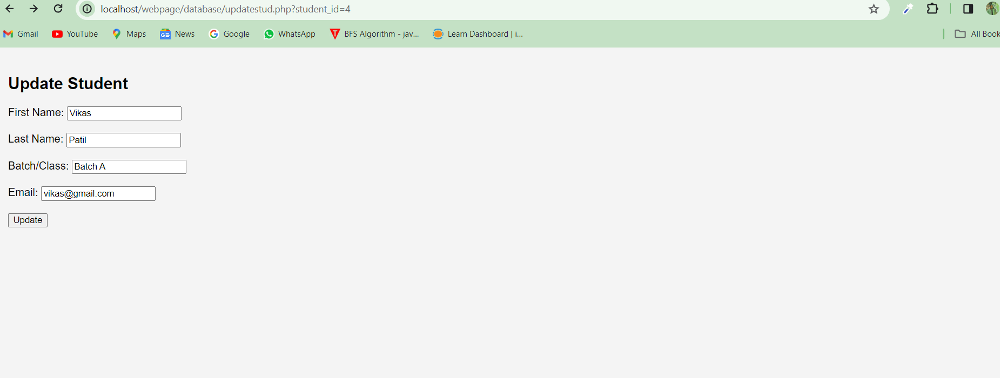 localhost/webpage/database/updatestud.php?student_id=4
Gmail YouTube Maps News Google WhatsApp BFS Algorithm - jav... Learn Dashboard | i... All Book
Update Student
First Name: Vikas
Last Name: Patil
Batch/Class: Batch A
Email: vikas@gmail.com
Update